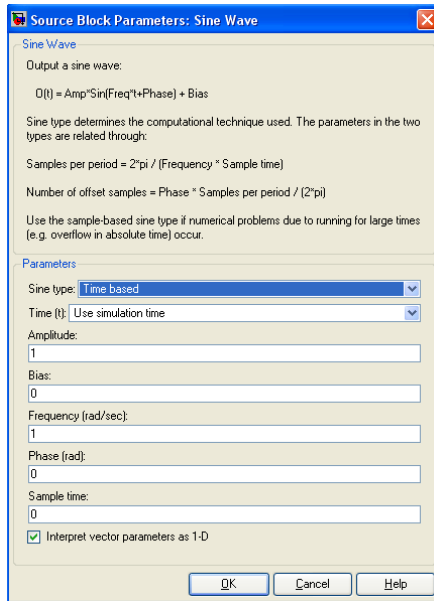 Source Block Parameters: Sine Wave
Sine Wave
Output a sine wave:
O(t) = Amp*Sin(Freq*t+Phase) + Bias
Sine type determines the computational technique used. The parameters in the two
types are related through:
Samples per period = 2*pi / (Frequency * Sample time)
Number of offset samples = Phase * Samples per period / (2*pi)
Use the sample-based sine type if numerical problems due to running for large times
(e.g. overflow in absolute time) occur.
Parameters
Sine type: Time based
Time (t): Use simulation time
Amplitude:
1
Bias:
0
Frequency (rad/sec):
1
Phase (rad):
0
Sample time:
0
Interpret vector parameters as 1-D
OK Cancel Help